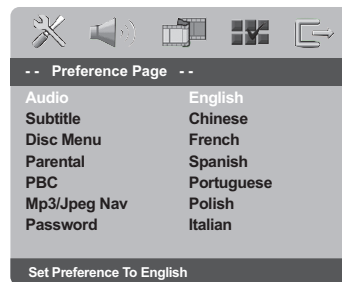 -- Preference Page --
Audio English
Subtitle Chinese
Disc Menu French
Parental Spanish
PBC Portuguese
Mp3/Jpeg Nav Polish
Password Italian
Set Preference To English